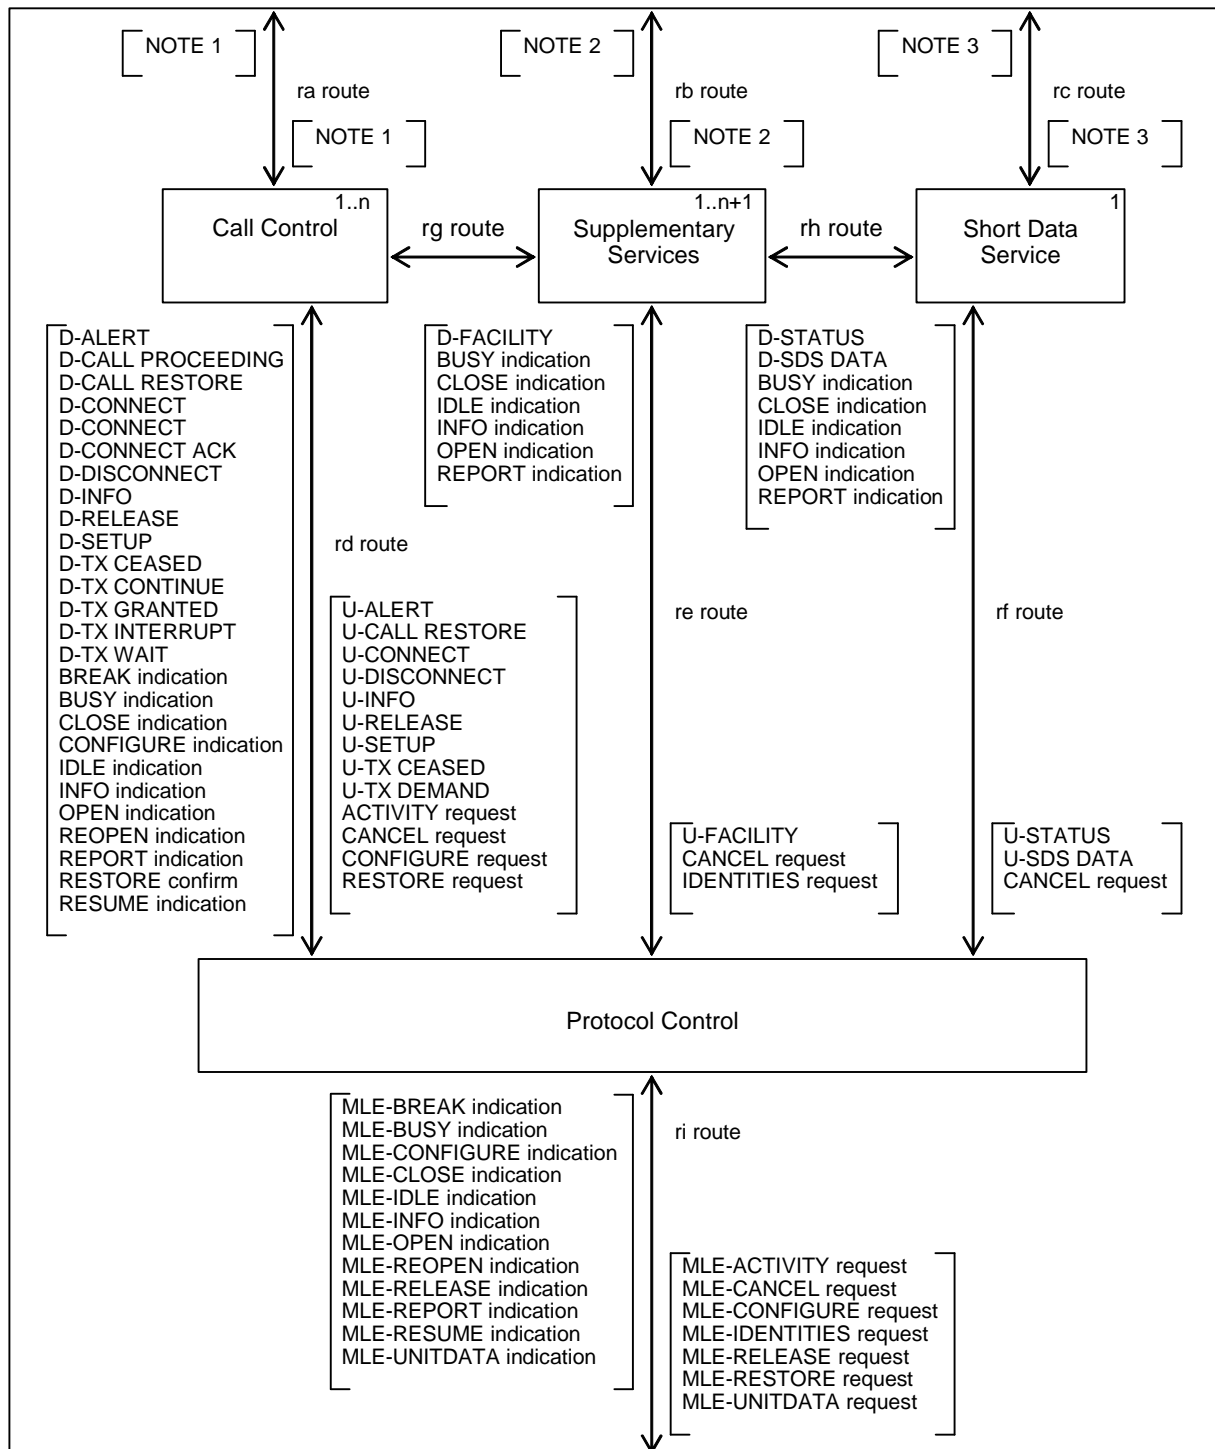 NOTE 1
NOTE 2
NOTE 3
ra route
rb route
rc route
NOTE 1
NOTE 2
NOTE 3
1..n
Call Control
rg route
1..n+1
Supplementary
Services
rh route
1
Short Data
Service
D-ALERT
D-CALL PROCEEDING
D-CALL RESTORE
D-CONNECT
D-CONNECT
D-CONNECT ACK
D-DISCONNECT
D-INFO
D-RELEASE
D-SETUP
D-TX CEASED
D-TX CONTINUE
D-TX GRANTED
D-TX INTERRUPT
D-TX WAIT
BREAK indication
BUSY indication
CLOSE indication
CONFIGURE indication
IDLE indication
INFO indication
OPEN indication
REOPEN indication
REPORT indication
RESTORE confirm
RESUME indication
rd route
U-ALERT
U-CALL RESTORE
U-CONNECT
U-DISCONNECT
U-INFO
U-RELEASE
U-SETUP
U-TX CEASED
U-TX DEMAND
ACTIVITY request
CANCEL request
CONFIGURE request
RESTORE request
D-FACILITY
BUSY indication
CLOSE indication
IDLE indication
INFO indication
OPEN indication
REPORT indication
re route
U-FACILITY
CANCEL request
IDENTITIES request
D-STATUS
D-SDS DATA
BUSY indication
CLOSE indication
IDLE indication
INFO indication
OPEN indication
REPORT indication
rf route
U-STATUS
U-SDS DATA
CANCEL request
Protocol Control
MLE-BREAK indication
MLE-BUSY indication
MLE-CONFIGURE indication
MLE-CLOSE indication
MLE-IDLE indication
MLE-INFO indication
MLE-OPEN indication
MLE-REOPEN indication
MLE-RELEASE indication
MLE-REPORT indication
MLE-RESUME indication
MLE-UNITDATA indication
ri route
MLE-ACTIVITY request
MLE-CANCEL request
MLE-CONFIGURE request
MLE-IDENTITIES request
MLE-RELEASE request
MLE-RESTORE request
MLE-UNITDATA request